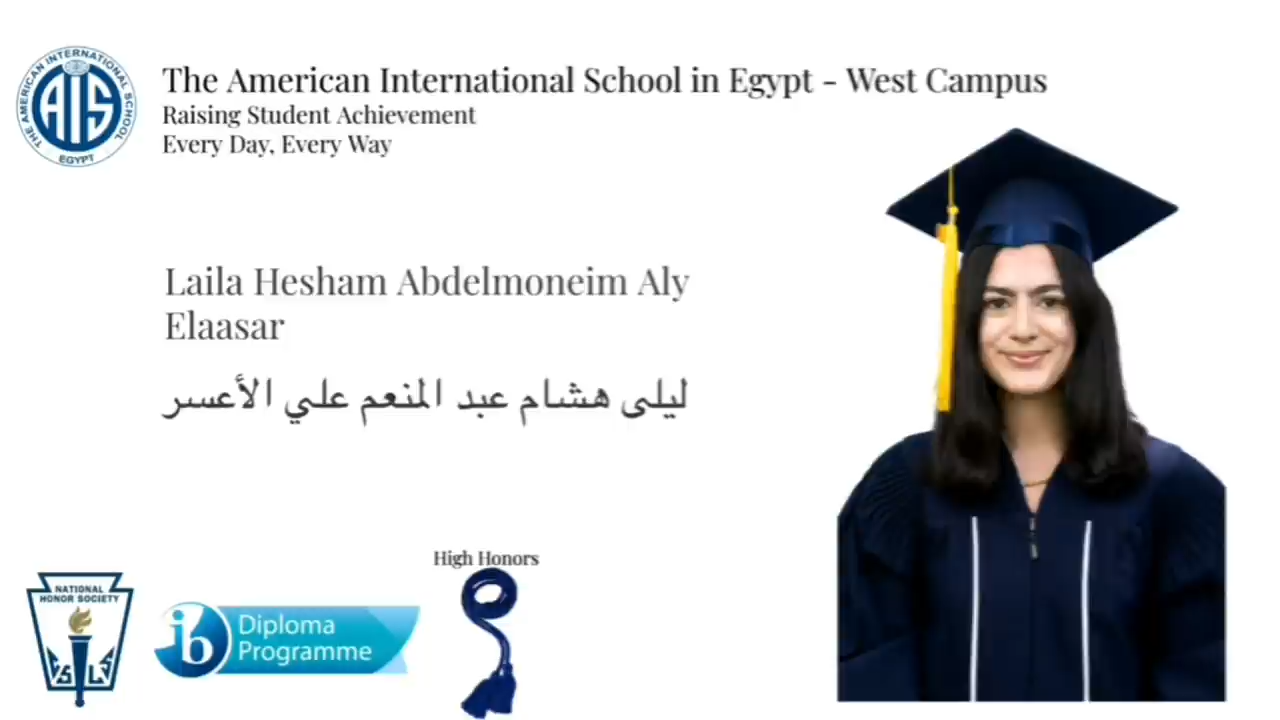 THE AMERICAN INTERNATIONAL SCHOOL
AIS
EGYPT
The American International School in Egypt - West Campus
Raising Student Achievement
Every Day, Every Way
Laila Hesham Abdelmoneim Aly
Elaasar
ليلى هشام عبد المنعم علي الأعسر
High Honors
NATIONAL
HONOR SOCIETY
C S L S
ib
Diploma
Programme